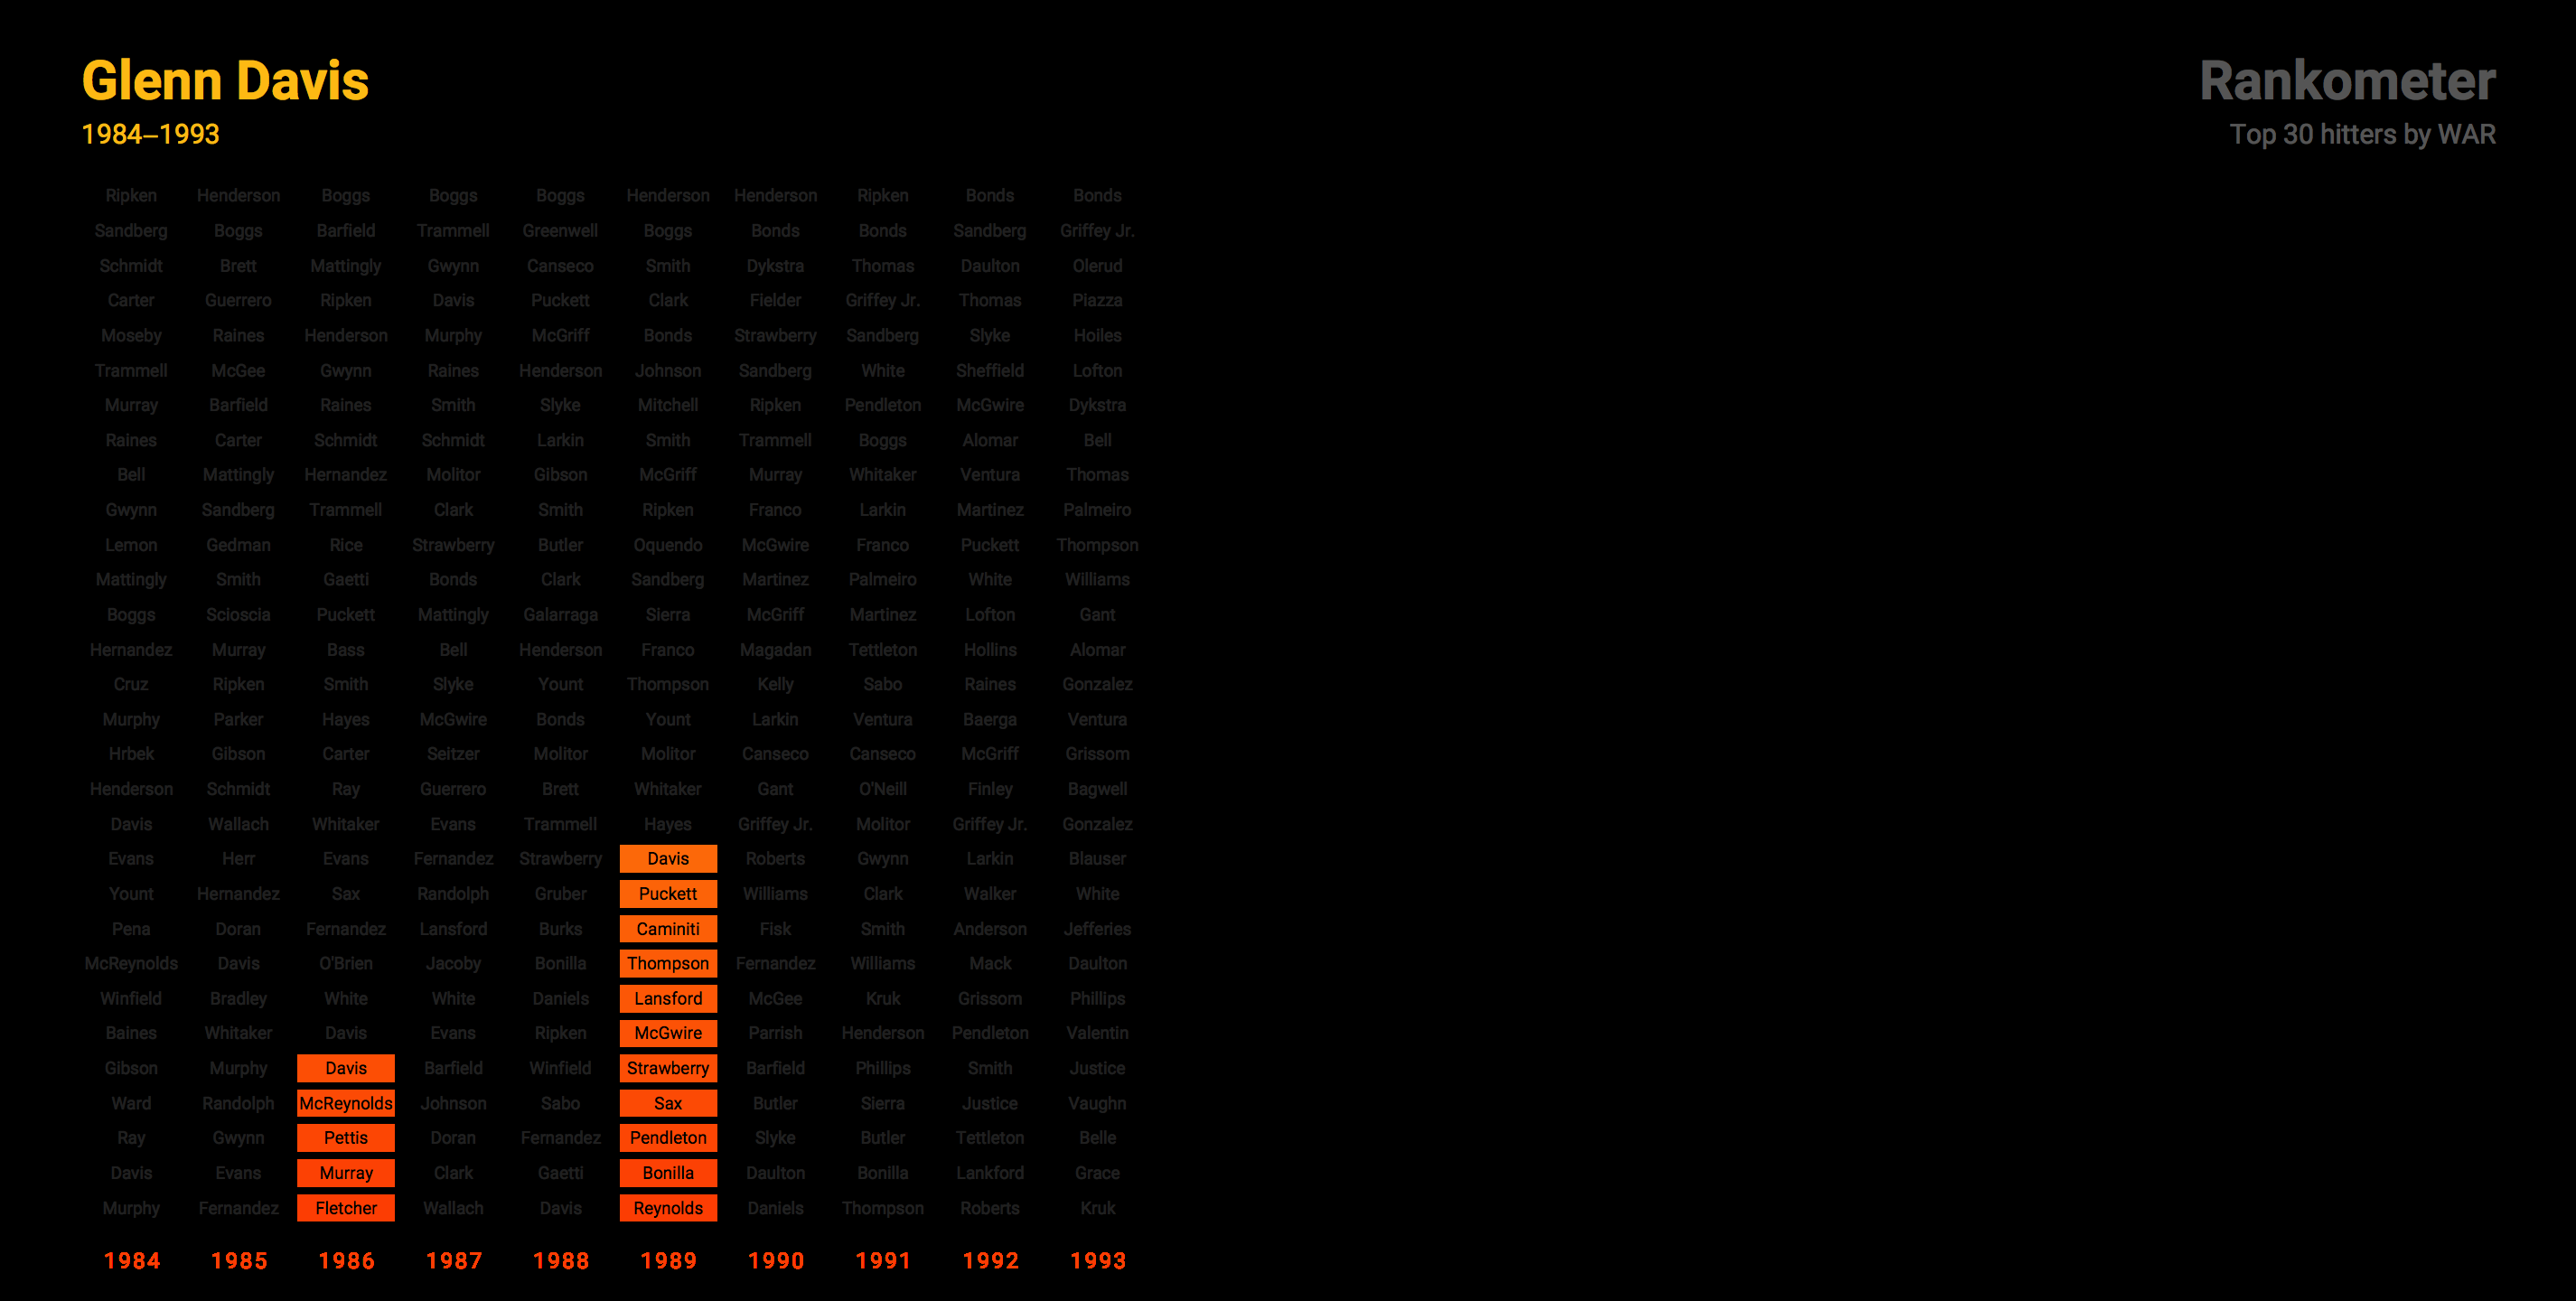 Glenn Davis
1984–1993
Rankometer
Top 30 hitters by WAR
Ripken Henderson Boggs Boggs Boggs Henderson Henderson Ripken Bonds Bonds
Sandberg Boggs Barfield Trammell Greenwell Boggs Bonds Bonds Sandberg Griffey Jr.
Schmidt Brett Mattingly Gwynn Canseco Smith Dykstra Thomas Daulton Olerud
Carter Guerrero Ripken Davis Puckett Clark Fielder Griffey Jr. Thomas Piazza
Moseby Raines Henderson Murphy McGriff Bonds Strawberry Sandberg Slyke Hoiles
Trammell McGee Gwynn Raines Henderson Johnson Sandberg White Sheffield Lofton
Murray Barfield Raines Smith Slyke Mitchell Ripken Pendleton McGwire Dykstra
Raines Carter Schmidt Schmidt Larkin Smith Trammell Boggs Alomar Bell
Bell Mattingly Hernandez Molitor Gibson McGriff Murray Whitaker Ventura Thomas
Gwynn Sandberg Trammell Clark Smith Ripken Franco Larkin Martinez Palmeiro
Lemon Gedman Rice Strawberry Butler Oquendo McGwire Franco Puckett Thompson
Mattingly Smith Gaetti Bonds Clark Sandberg Martinez Palmeiro White Williams
Boggs Scioscia Puckett Mattingly Galarraga Sierra McGriff Martinez Lofton Gant
Hernandez Murray Bass Bell Henderson Franco Magadan Tettleton Hollins Alomar
Cruz Ripken Smith Slyke Yount Thompson Kelly Sabo Raines Gonzalez
Murphy Parker Hayes McGwire Bonds Yount Larkin Ventura Baerga Ventura
Hrbek Gibson Carter Seitzer Molitor Molitor Canseco Canseco McGriff Grissom
Henderson Schmidt Ray Guerrero Brett Whitaker Gant O'Neill Finley Bagwell
Davis Wallach Whitaker Evans Trammell Hayes Griffey Jr. Molitor Griffey Jr. Gonzalez
Evans Herr Evans Fernandez Strawberry Davis Roberts Gwynn Larkin Blauser
Yount Hernandez Sax Randolph Gruber Puckett Williams Clark Walker White
Pena Doran Fernandez Lansford Burks Caminiti Fisk Smith Anderson Jefferies
McReynolds Davis O'Brien Jacoby Bonilla Thompson Fernandez Williams Mack Daulton
Winfield Bradley White White Daniels Lansford McGee Kruk Grissom Phillips
Baines Whitaker Davis Evans Ripken McGwire Parrish Henderson Pendleton Valentin
Gibson Murphy Davis Barfield Winfield Strawberry Barfield Phillips Smith Justice
Ward Randolph McReynolds Johnson Sabo Sax Butler Sierra Justice Vaughn
Ray Gwynn Pettis Doran Fernandez Pendleton Slyke Butler Tettleton Belle
Davis Evans Murray Clark Gaetti Bonilla Daulton Bonilla Lankford Grace
Murphy Fernandez Fletcher Wallach Davis Reynolds Daniels Thompson Roberts Kruk
1984 1985 1986 1987 1988 1989 1990 1991 1992 1993